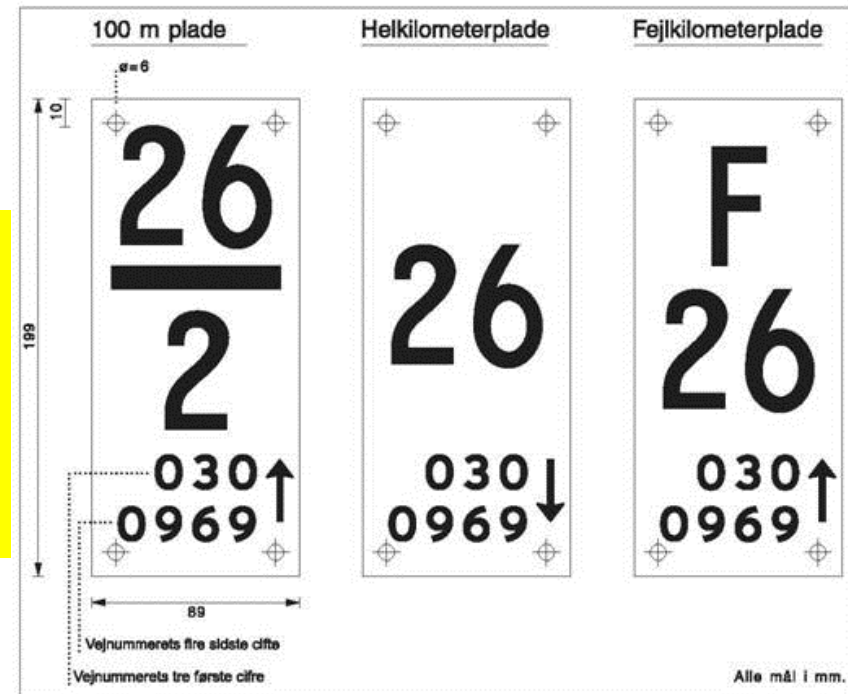 100 m plade
Helkilometerplade
Fejlkilometerplade
ø=6
10
199
26
2
030
0969
26
030
0969
F
26
030
0969
89
Vejnummerets fire sidste cifte
Vejnummerets tre første cifre
Alle mål i mm.